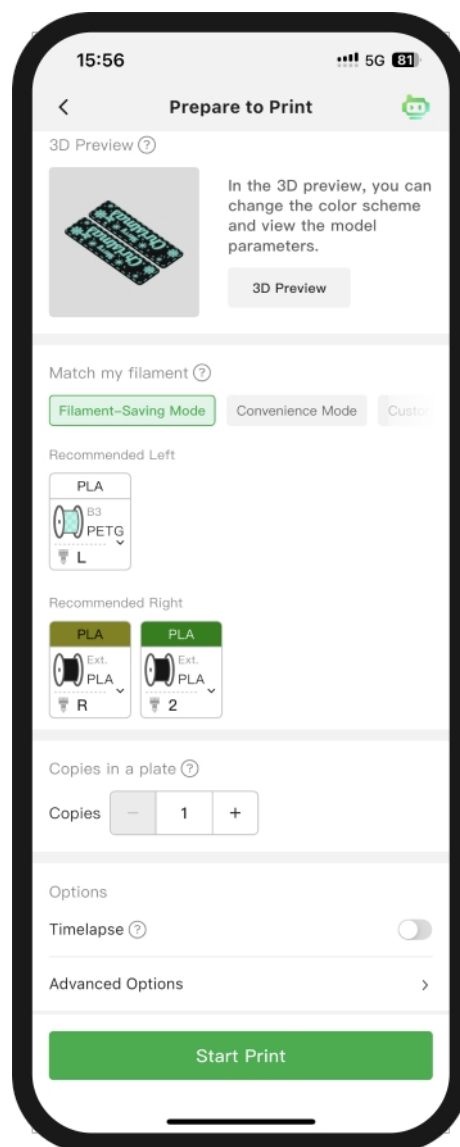 15:56
5G 81
Prepare to Print
3D Preview ?
Christmas
Christmas
In the 3D preview, you can
change the color scheme
and view the model
parameters.
3D Preview
Match my filament ?
Filament-Saving Mode
Convenience Mode
Custo
Recommended Left
PLA
B3
PETG
L
Recommended Right
PLA
PLA
Ext.
Ext.
PLA
PLA
R
2
Copies in a plate ?
Copies
1
Options
Timelapse ?
Advanced Options
Start Print